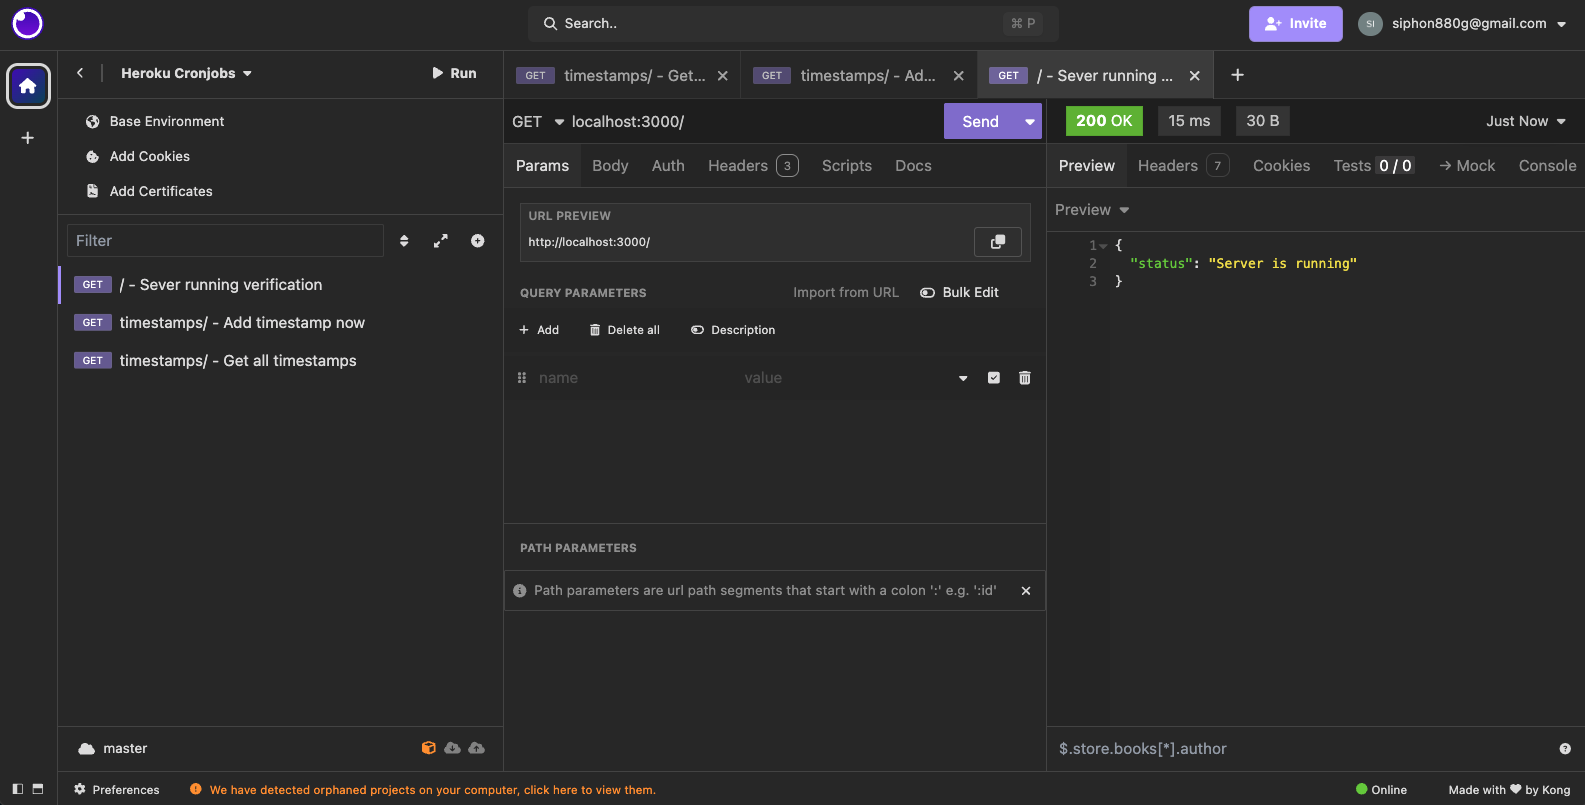 Search..
⌘ P
Invite
SI
siphon880g@gmail.com
Heroku Cronjobs
Run
Base Environment
Add Cookies
Add Certificates
Filter
GET / - Sever running verification
GET timestamps/ - Add timestamp now
GET timestamps/ - Get all timestamps
master
GET timestamps/ - Get...
GET timestamps/ - Ad...
GET / - Sever running ...
GET localhost:3000/
Send
Params Body Auth Headers 3 Scripts Docs
URL PREVIEW
http://localhost:3000/
QUERY PARAMETERS
Import from URL
Bulk Edit
Add
Delete all
Description
name value
PATH PARAMETERS
Path parameters are url path segments that start with a colon ':' e.g. ':id'
200 OK
15 ms
30 B
Just Now
Preview Headers 7 Cookies Tests 0 / 0 → Mock Console
Preview
1 {
2 "status": "Server is running"
3 }
$.store.books[*].author
Preferences
We have detected orphaned projects on your computer, click here to view them.
Online
Made with ❤ by Kong